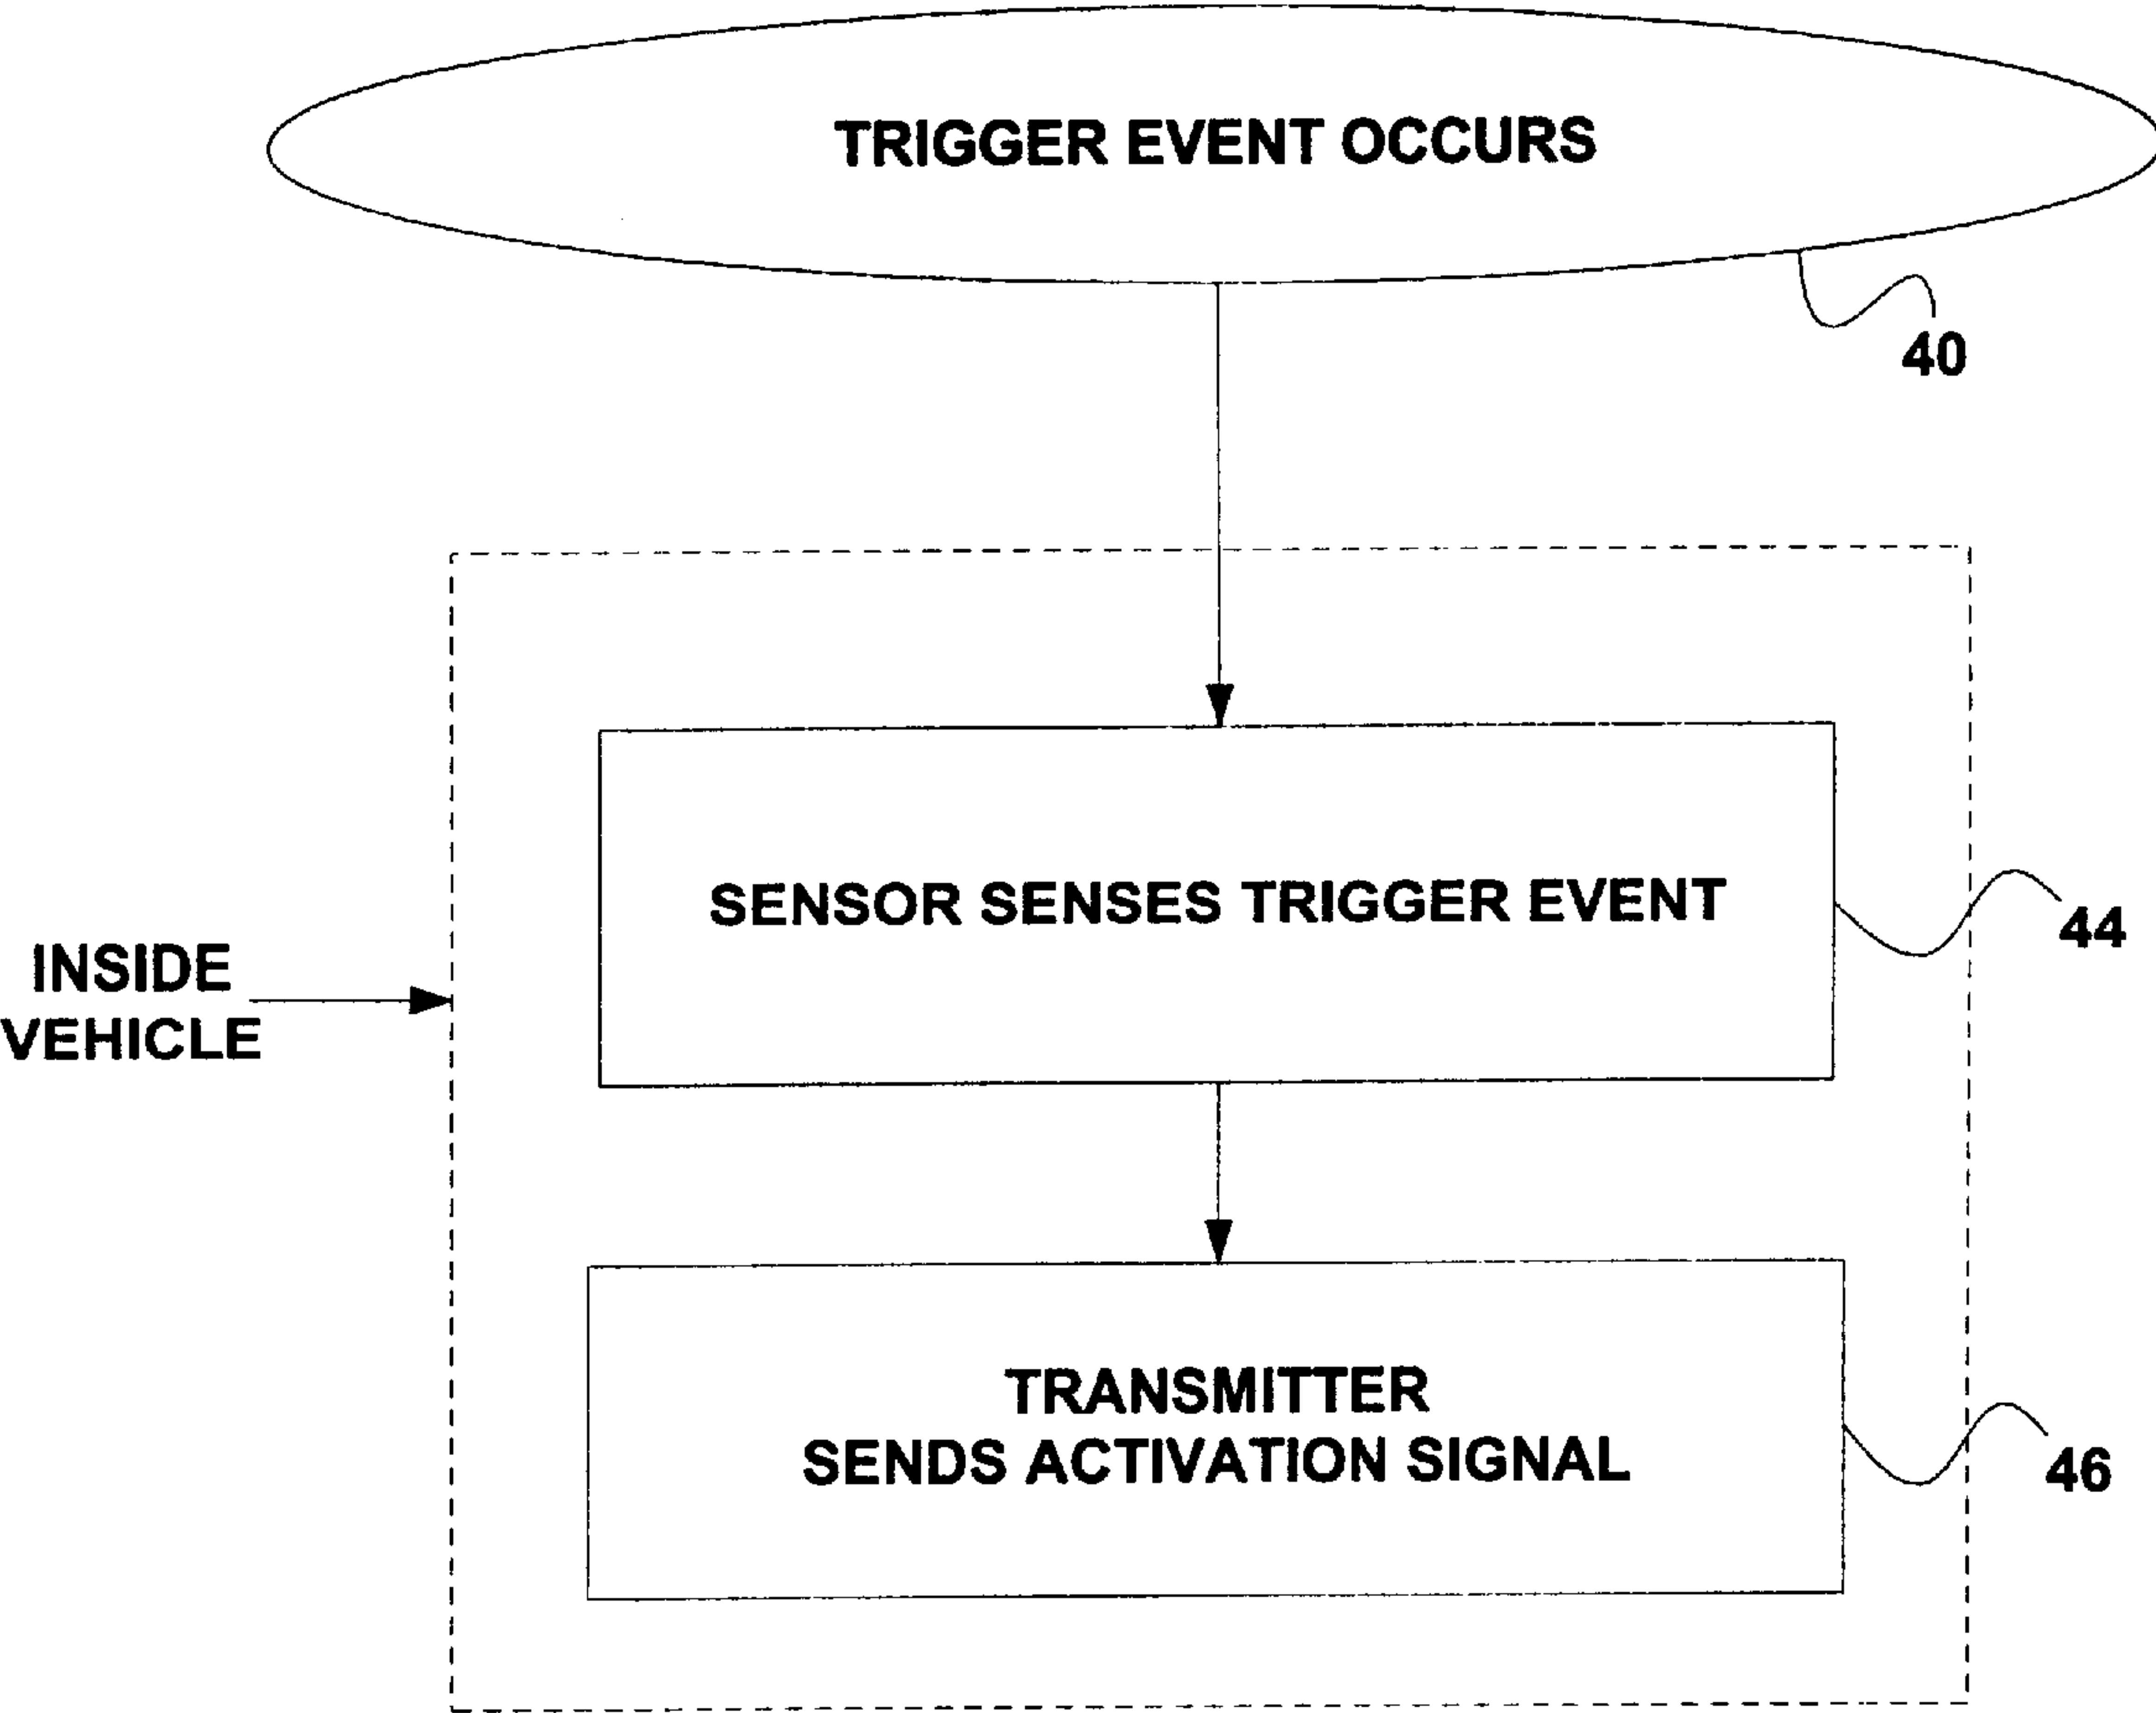 TRIGGER EVENT OCCURS
40
SENSOR SENSES TRIGGER EVENT
44
INSIDE
VEHICLE
TRANSMITTER
SENDS ACTIVATION SIGNAL
46